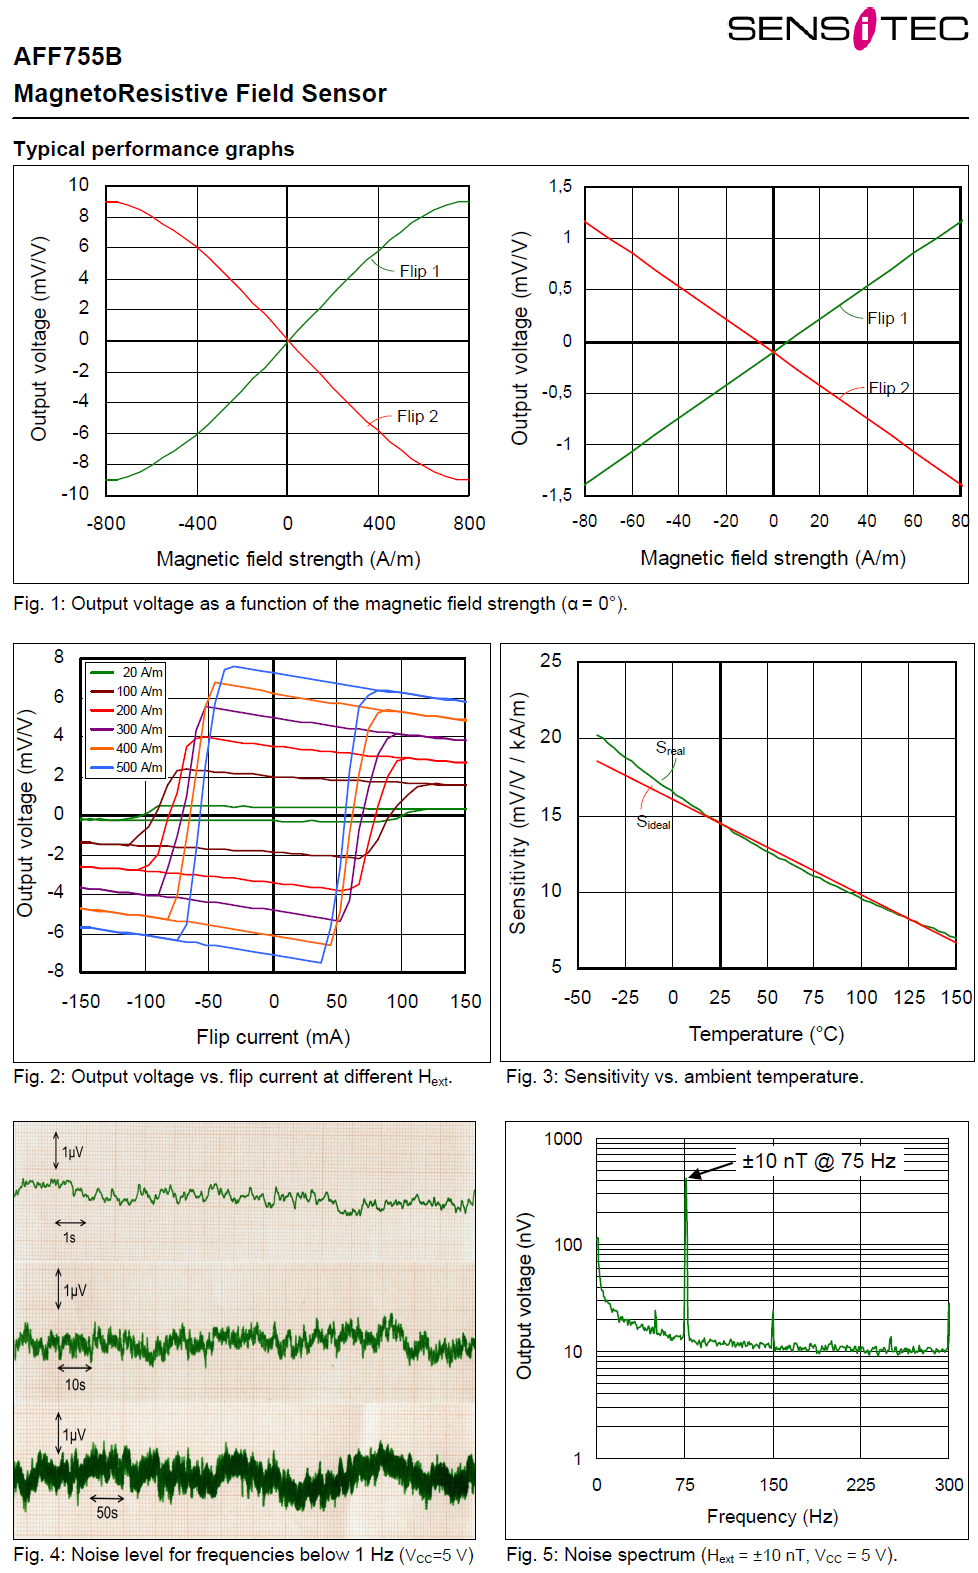 SENSiTEC
AFF755B
MagnetoResistive Field Sensor
Typical performance graphs
10
8
6
4
2
0
-2
-4
-6
-8
-10
-800 -400 0 400 800
Output voltage (mV/V)
Magnetic field strength (A/m)
Flip 1
Flip 2
1,5
1
0,5
0
-0,5
-1
-1,5
-80 -60 -40 -20 0 20 40 60 80
Output voltage (mV/V)
Magnetic field strength (A/m)
Flip 1
Flip 2
Fig. 1: Output voltage as a function of the magnetic field strength (α = 0°).
8
6
4
2
0
-2
-4
-6
-8
20 A/m
100 A/m
200 A/m
300 A/m
400 A/m
500 A/m
-150 -100 -50 0 50 100 150
Output voltage (mV/V)
Flip current (mA)
25
20
15
10
5
Sreal
Sideal
-50 -25 0 25 50 75 100 125 150
Sensitivity (mV/V / kA/m)
Temperature (°C)
Fig. 2: Output voltage vs. flip current at different Hext.
Fig. 3: Sensitivity vs. ambient temperature.
1µV
1s
1µV
10s
1µV
50s
1000
100
10
1
±10 nT @ 75 Hz
0 75 150 225 300
Output voltage (nV)
Frequency (Hz)
Fig. 4: Noise level for frequencies below 1 Hz (VCC=5 V)
Fig. 5: Noise spectrum (Hext = ±10 nT, VCC = 5 V).